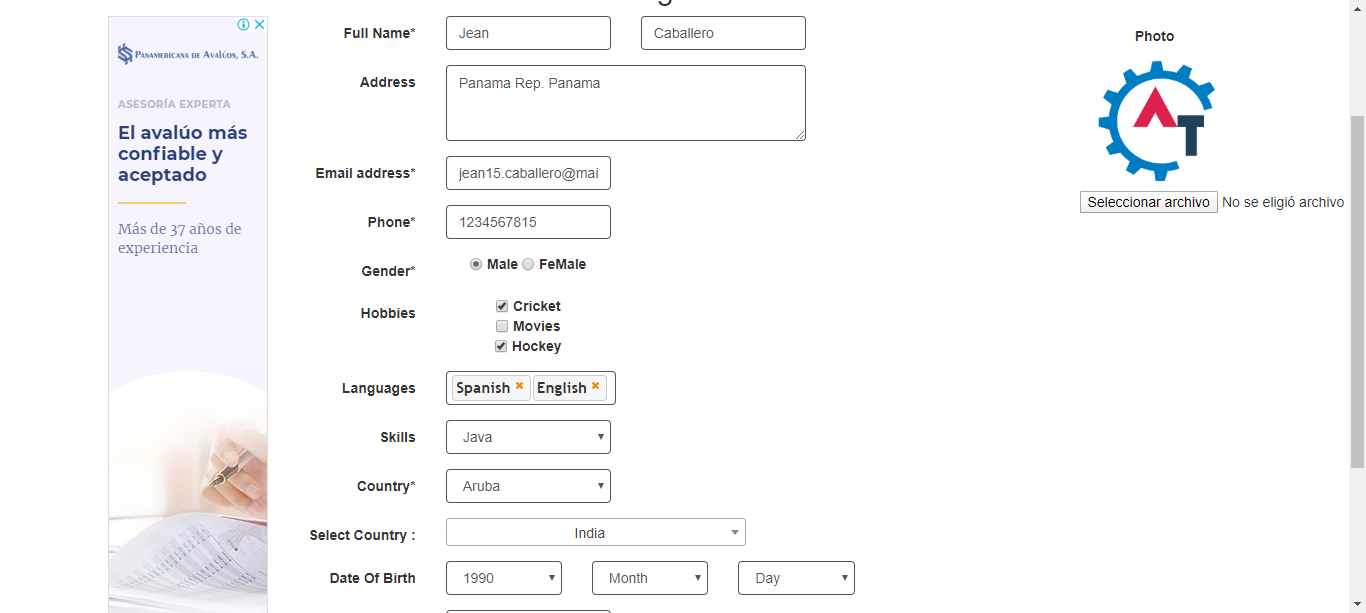 PANAMERICANA DE AVALÚOS, S.A.
ASESORÍA EXPERTA
El avalúo más
confiable y
aceptado
Más de 37 años de
experiencia
Full Name* Jean Caballero
Address Panama Rep. Panama
Email address* jean15.caballero@mai
Phone* 1234567815
Gender* Male FeMale
Hobbies Cricket
Movies
Hockey
Languages Spanish English
Skills Java
Country* Aruba
Select Country : India
Date Of Birth 1990 Month Day
Photo
AT
Seleccionar archivo No se eligió archivo